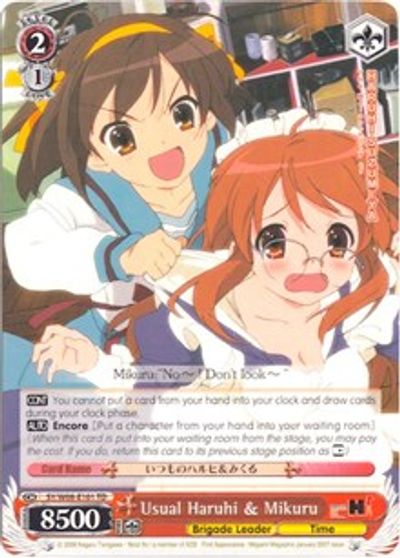 2
1
Mikuru: "No～! Don't look～"
CONT You cannot put a card from your hand into your clock and draw cards
during your clock phase.
AUTO Encore [Put a character from your hand into your waiting room]
(When this card is put into your waiting room from the stage, you may pay
the cost. If you do, return this card to its previous stage position as
Card Name いつものハルヒ&みくる
8500
Usual Haruhi & Mikuru
Brigade Leader Time